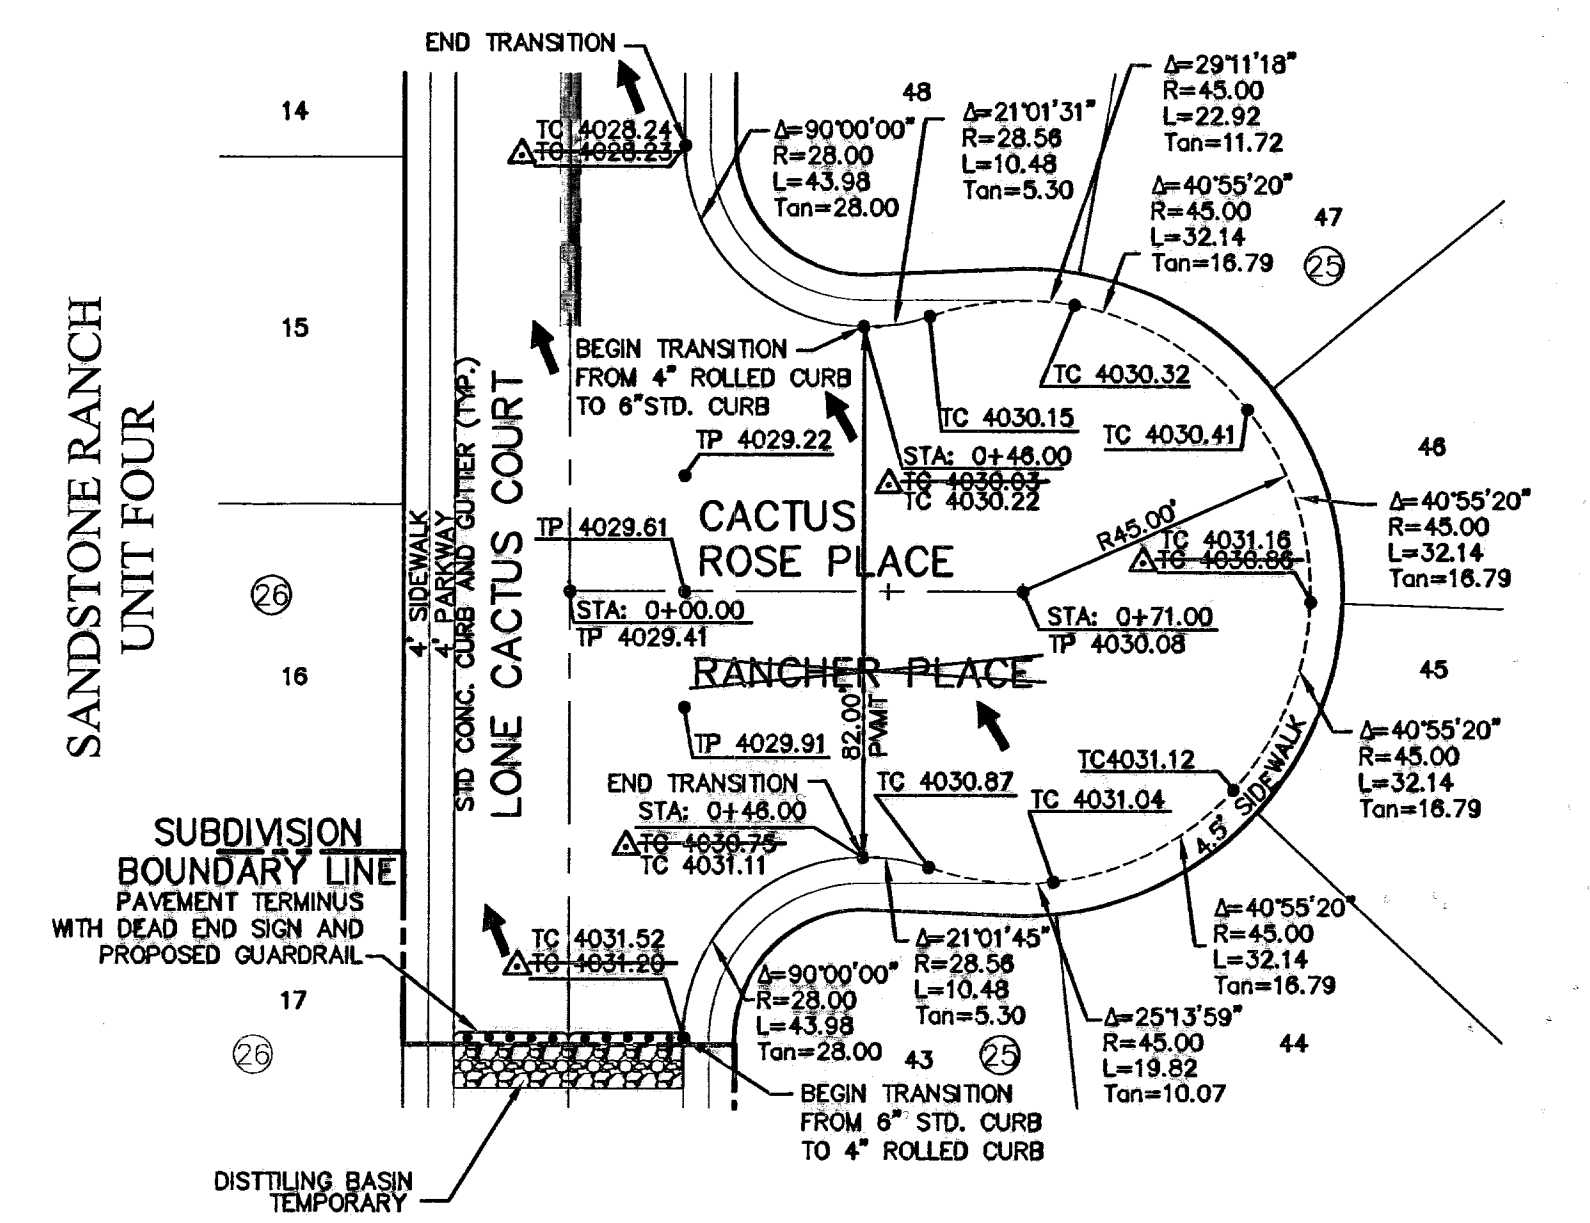 END TRANSITION
TC 4028.24
TC 4028.23
14
15
16
17
26
26
SANDSTONE RANCH
UNIT FOUR
4' SIDEWALK
4' PARKWAY
STD CONC. CURB AND GUTTER (TYP.)
LONE CACTUS COURT
48
Δ=90°00'00"
R=28.00
L=43.98
Tan=28.00
Δ=21°01'31"
R=28.56
L=10.48
Tan=5.30
Δ=29°11'18"
R=45.00
L=22.92
Tan=11.72
Δ=40°55'20"
R=45.00
L=32.14
Tan=16.79
47
25
BEGIN TRANSITION
FROM 4" ROLLED CURB
TO 6"STD. CURB
TC 4030.32
TC 4030.15
TC 4030.41
TP 4029.22
STA: 0+46.00
TC 4030.03
TC 4030.22
46
CACTUS
ROSE PLACE
TP 4029.61
R45.00'
TC 4031.16
TC 4030.86
Δ=40°55'20"
R=45.00
L=32.14
Tan=16.79
STA: 0+00.00
TP 4029.41
STA: 0+71.00
TP 4030.08
RANCHER PLACE
82.00'
PVMT
45
TP 4029.91
Δ=40°55'20"
R=45.00
L=32.14
Tan=16.79
END TRANSITION
STA: 0+46.00
TC 4030.75
TC 4031.11
TC 4030.87
TC4031.12
TC 4031.04
4.5' SIDEWALK
SUBDIVISION
BOUNDARY LINE
PAVEMENT TERMINUS
WITH DEAD END SIGN AND
PROPOSED GUARDRAIL
TC 4031.52
TC 4031.20
Δ=90°00'00"
R=28.00
L=43.98
Tan=28.00
Δ=21°01'45"
R=28.56
L=10.48
Tan=5.30
Δ=40°55'20"
R=45.00
L=32.14
Tan=16.79
Δ=25°13'59"
R=45.00
L=19.82
Tan=10.07
43
25
44
BEGIN TRANSITION
FROM 6" STD. CURB
TO 4" ROLLED CURB
DISTTILING BASIN
TEMPORARY